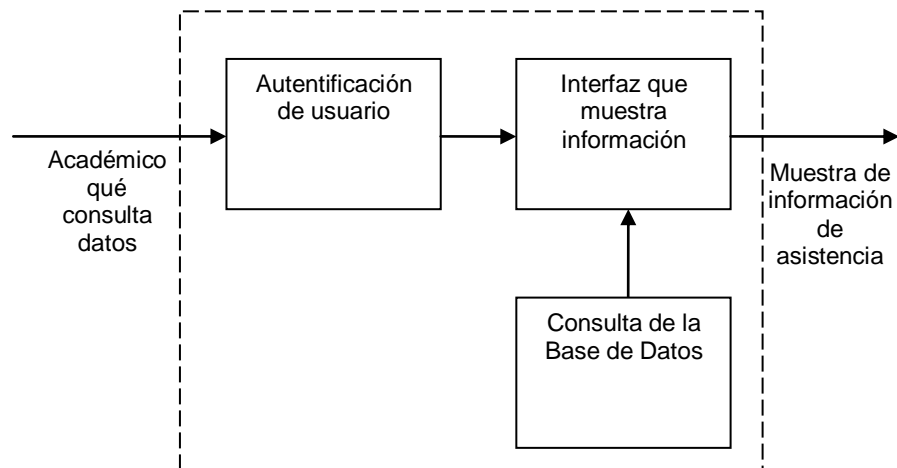 Autentificación
de usuario
Interfaz que
muestra
información
Académico
qué
consulta
datos
Muestra de
información
de
asistencia
Consulta de la
Base de Datos